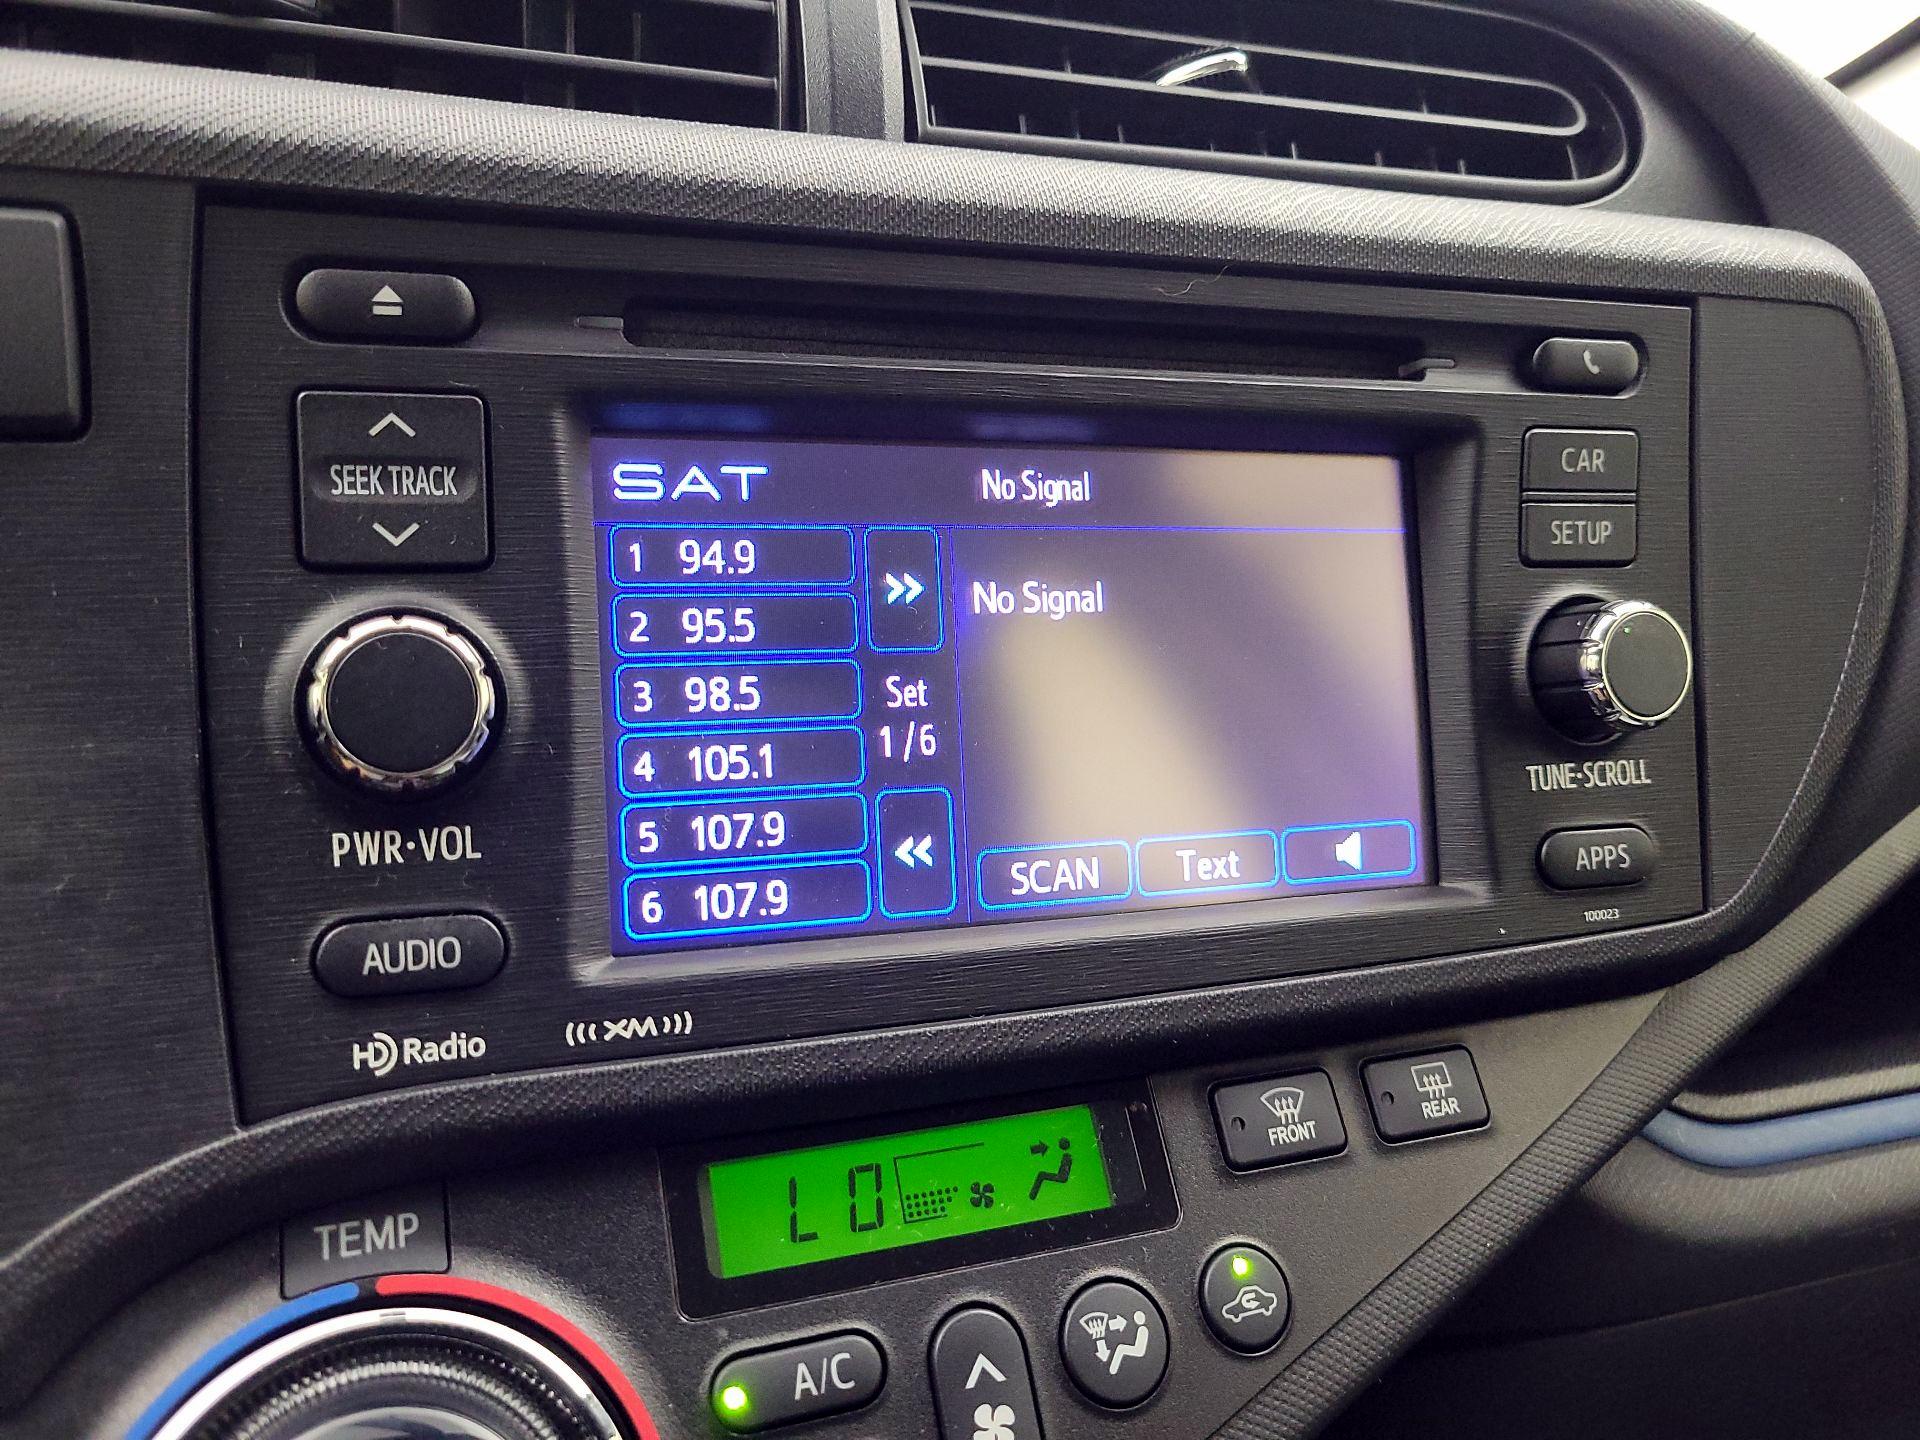 SEEK TRACK
PWR·VOL
AUDIO
HD Radio
(((XM)))
SAT No Signal
1 94.9
2 95.5
3 98.5
4 105.1
5 107.9
6 107.9
»
Set
1/6
«
No Signal
SCAN Text
CAR
SETUP
TUNE·SCROLL
APPS
100023
FRONT
REAR
LO
TEMP
A/C